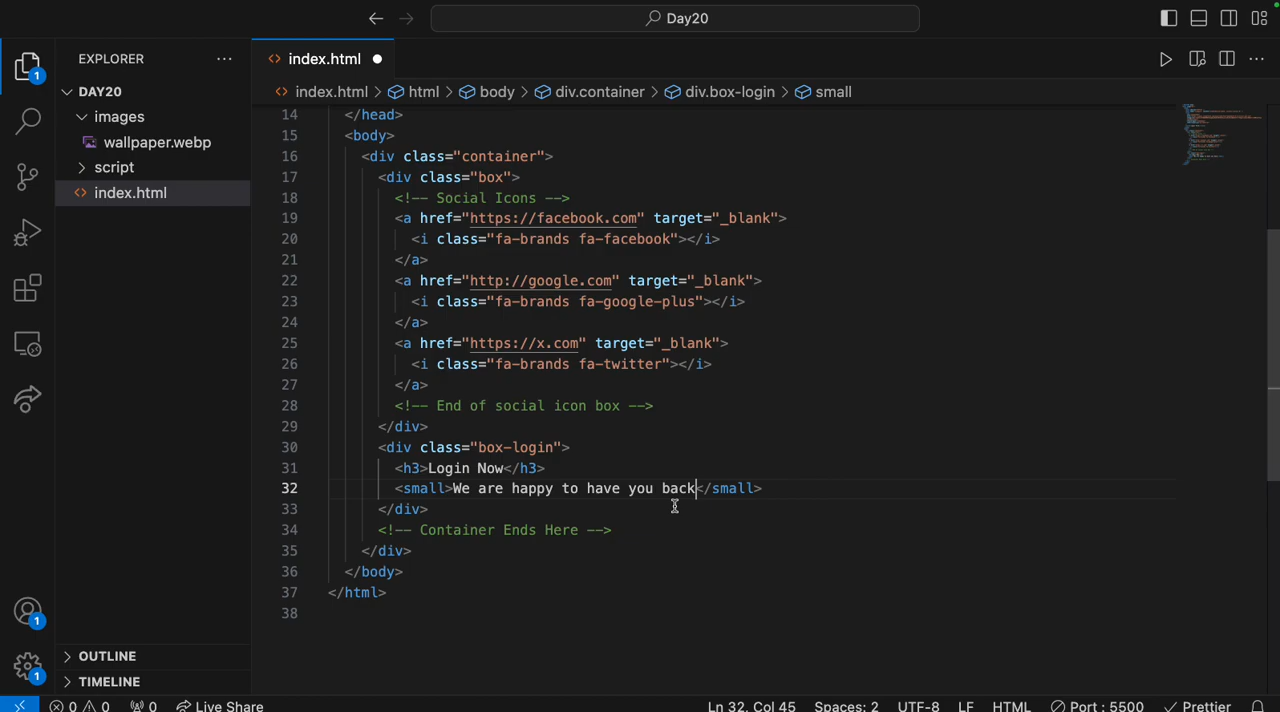 Day20
EXPLORER
index.html
DAY20
index.html
html
body
div.container
div.box-login
small
images
wallpaper.webp
script
index.html
14 </head>
15 <body>
16 <div class="container">
17 <div class="box">
18 <!-- Social Icons -->
19 <a href="https://facebook.com" target="_blank">
20 <i class="fa-brands fa-facebook"></i>
21 </a>
22 <a href="http://google.com" target="_blank">
23 <i class="fa-brands fa-google-plus"></i>
24 </a>
25 <a href="https://x.com" target="_blank">
26 <i class="fa-brands fa-twitter"></i>
27 </a>
28 <!-- End of social icon box -->
29 </div>
30 <div class="box-login">
31 <h3>Login Now</h3>
32 <small>We are happy to have you back</small>
33 </div>
34 <!-- Container Ends Here -->
35 </div>
36 </body>
37 </html>
38
1
1
1
OUTLINE
TIMELINE
0 0 0 Live Share Ln 32, Col 45 Spaces: 2 UTF-8 LF HTML Port : 5500 Prettier